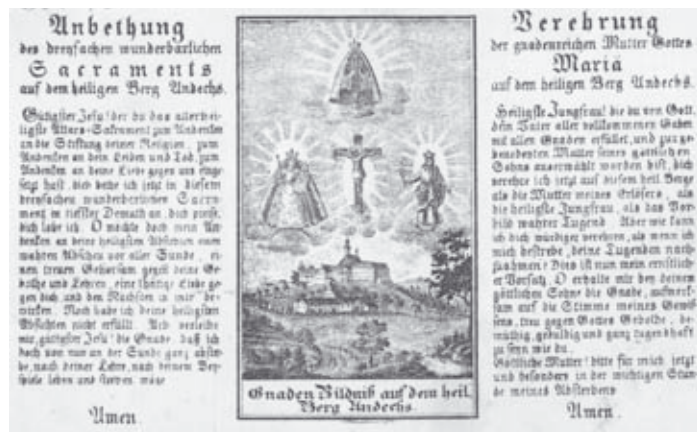 Anbethung
des dreyfachen wunderbarlichen
Sacraments
auf dem heiligen Berg Andechs.
Gütigster Jesu! der du das allerhei-
ligste Altars-Sakrament zum Andenken
an die Stiftung deiner Religion, zum
Andenken an dein Leiden und Tod, zum
Andenken an deine Liebe gegen uns einge-
setzt hast, dich bethe ich jetzt in diesem
dreyfachen wunderbarlichen Sacra-
ment in tiefster Demuth an, dich preise,
dich lobe ich. O möchte doch mein An-
denken an deine heiligsten Absichten einen
wahren Abscheu vor aller Sünde, ei-
nen treuen Gehorsam gegen deine Ge-
bothe und Lehren, eine thätige Liebe ge-
gen dich, und den Nächsten in mir be-
wirken. Noch habe ich deine heiligsten
Absichten nicht erfüllt. Ach verleihe
mir, gütigster Jesu! die Gnade, daß ich
doch von nun an der Sünde ganz abster-
be, nach deiner Lehre, nach deinem Bey-
spiele leben und sterben möge
Amen.
Gnaden Bildniß auf dem heil.
Berg Andechs.
Verehrung
der gnadenreichen Mutter Gottes
Mariä
auf dem heiligen Berg Andechs.
Heiligste Jungfrau! die du von Gott,
dem Vater aller vollkommenen Gaben
mit allen Gnaden erfüllet, und zur ge-
benedeyten Mutter seines göttlichen
Sohns auserwählt worden bist, dich
verehre ich jetzt auf diesem heil. Berge
als die Mutter meines Erlösers, als
die heiligste Jungfrau, als das Vor-
bild wahrer Tugend. Aber wie kann
ich dich würdiger verehren, als wenn ich
mich bestrebe, deine Tugenden nach-
zuahmen? Dies ist nun mein ernstlich-
er Vorsatz. O erhalte mir bey deinem
göttlichen Sohne die Gnade, aufmerk-
sam auf die Stimme meines Gewis-
sens, treu gegen Gottes Gebothe, de-
müthig, geduldig und ganz tugendhaft
zu seyn wie du.
Göttliche Mutter! bitte für mich jetzt
und besonders in der wichtigen Stun-
de meines Absterbens
Amen.